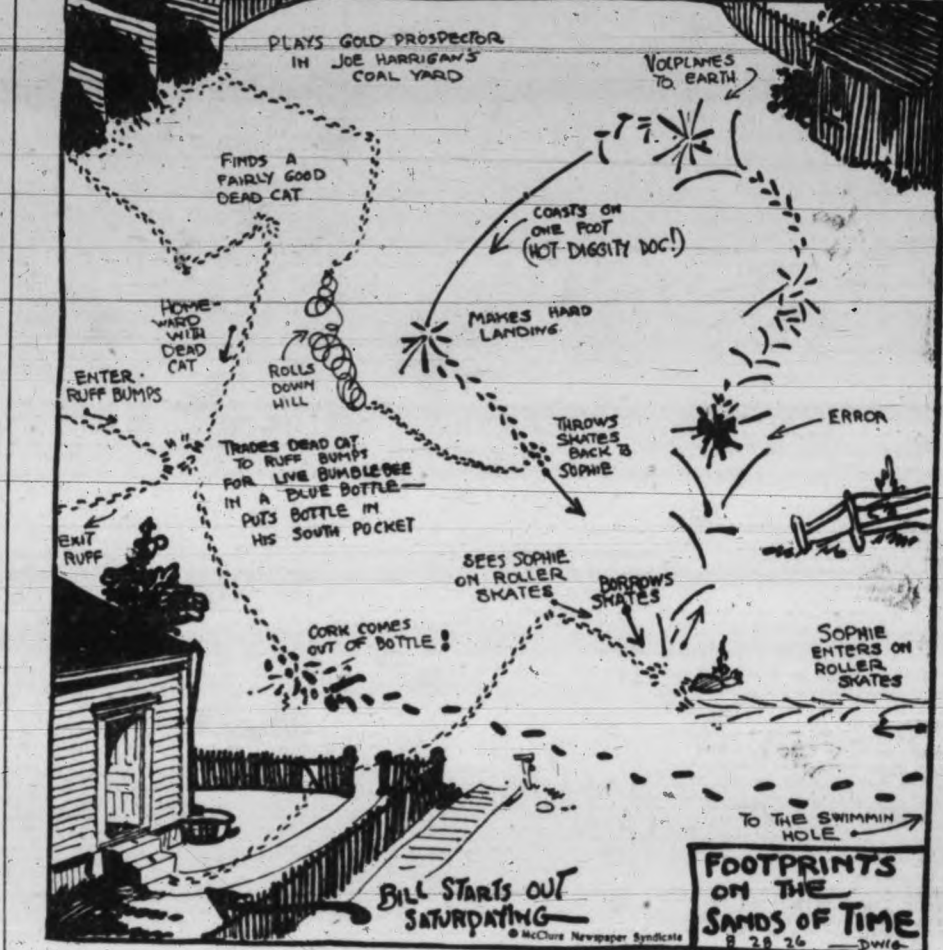 PLAYS GOLD PROSPECTOR
IN JOE HARRIGAN'S
COAL YARD
VOLPLANES
TO EARTH
FINDS A
FAIRLY GOOD
DEAD CAT
COASTS ON
ONE FOOT
(HOT DIGGITY DOG!)
HOME-
WARD
WITH
DEAD
CAT
MAKES HARD
LANDING
ROLLS
DOWN
HILL
ENTER
RUFF BUMPS
ERROR
THROWS
SKATES
BACK TO
SOPHIE
TRADES DEAD CAT
TO RUFF BUMPS
FOR LIVE BUMBLEBEE
IN A BLUE BOTTLE—
PUTS BOTTLE IN
HIS SOUTH POCKET
EXIT
RUFF
SEES SOPHIE
ON ROLLER
SKATES
BORROWS
SKATES
CORK COMES
OUT OF BOTTLE!
SOPHIE
ENTERS ON
ROLLER
SKATES
TO THE SWIMMIN
HOLE
BILL STARTS OUT
SATURDAYING—
© McClure Newspaper Syndicate
FOOTPRINTS
ON THE
SANDS OF TIME
8 28 26 —DWIG—